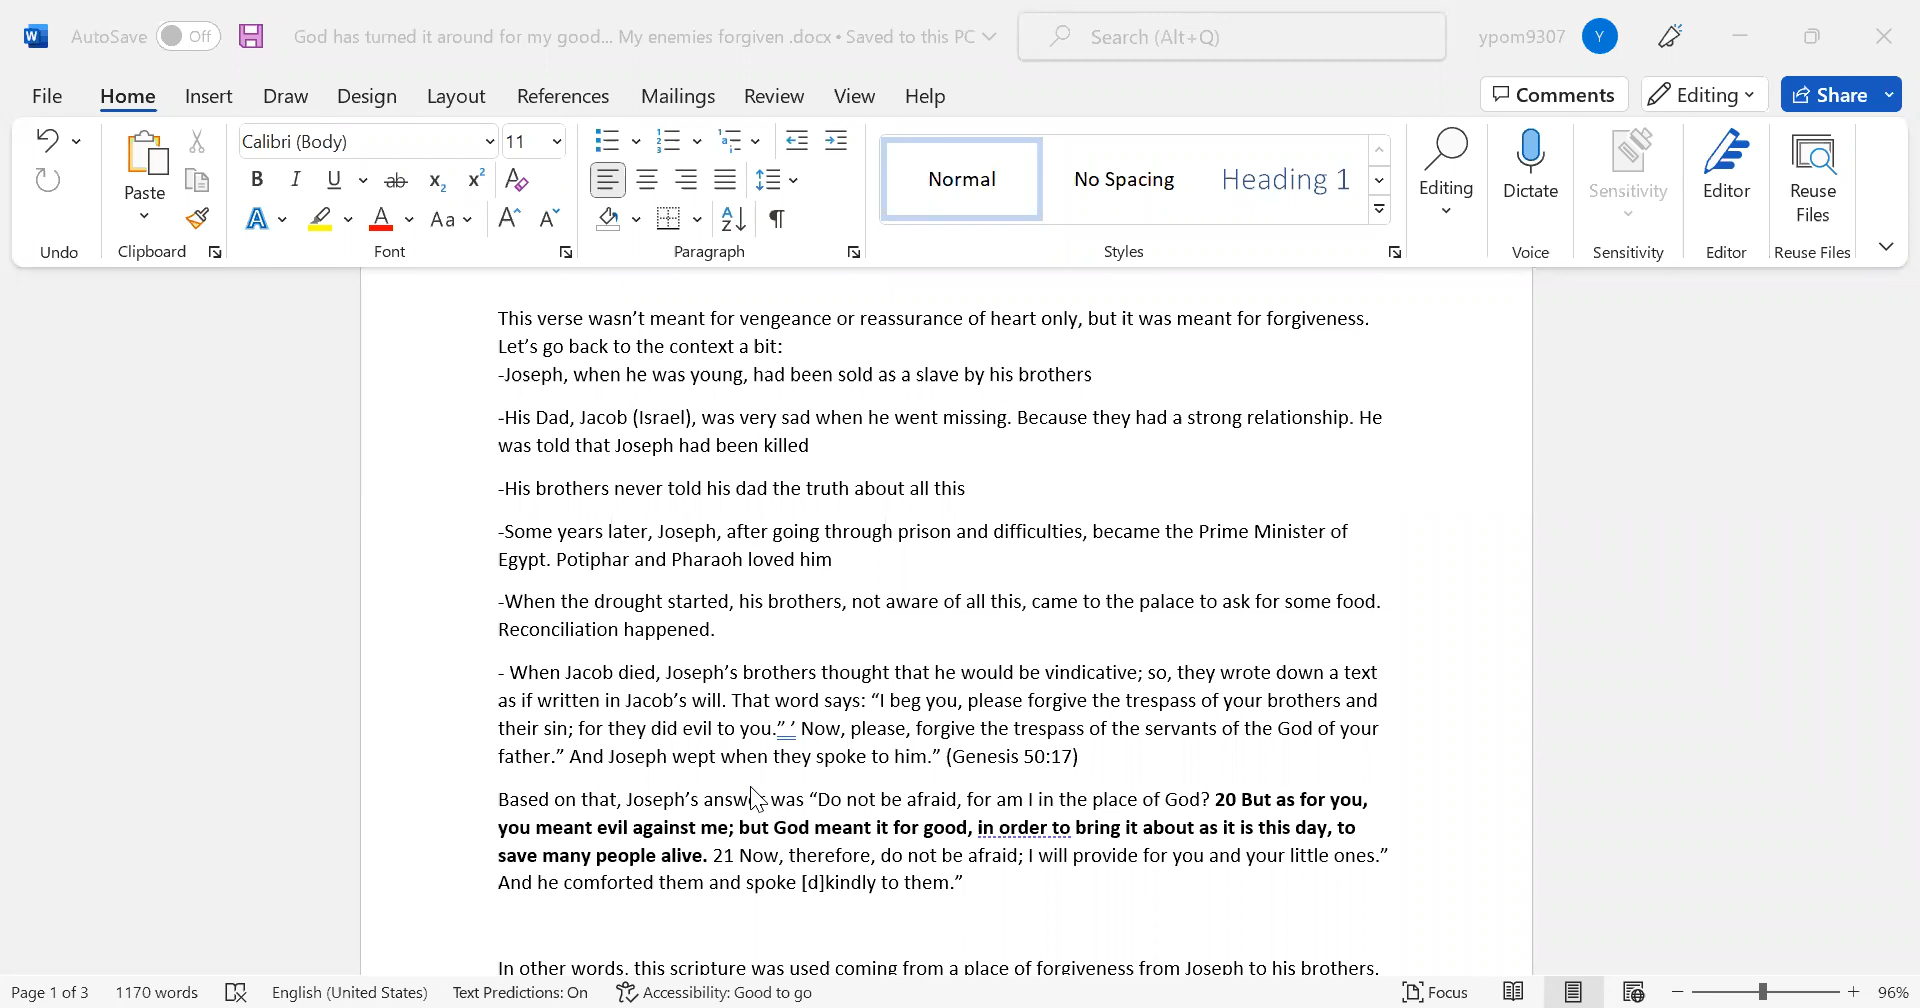 AutoSave Off God has turned it around for my good... My enemies forgiven .docx • Saved to this PC Search (Alt+Q) ypom9307 Y
File Home Insert Draw Design Layout References Mailings Review View Help Comments Editing Share
Calibri (Body) 11
Paste
Normal No Spacing Heading 1
Editing Dictate Sensitivity Editor Reuse Files
Undo Clipboard Font Paragraph Styles Voice Sensitivity Editor Reuse Files
This verse wasn’t meant for vengeance or reassurance of heart only, but it was meant for forgiveness.
Let’s go back to the context a bit:
-Joseph, when he was young, had been sold as a slave by his brothers
-His Dad, Jacob (Israel), was very sad when he went missing. Because they had a strong relationship. He
was told that Joseph had been killed
-His brothers never told his dad the truth about all this
-Some years later, Joseph, after going through prison and difficulties, became the Prime Minister of
Egypt. Potiphar and Pharaoh loved him
-When the drought started, his brothers, not aware of all this, came to the palace to ask for some food.
Reconciliation happened.
- When Jacob died, Joseph’s brothers thought that he would be vindicative; so, they wrote down a text
as if written in Jacob’s will. That word says: “I beg you, please forgive the trespass of your brothers and
their sin; for they did evil to you.” ’ Now, please, forgive the trespass of the servants of the God of your
father.” And Joseph wept when they spoke to him.” (Genesis 50:17)
Based on that, Joseph’s answer was “Do not be afraid, for am I in the place of God? 20 But as for you,
you meant evil against me; but God meant it for good, in order to bring it about as it is this day, to
save many people alive. 21 Now, therefore, do not be afraid; I will provide for you and your little ones.”
And he comforted them and spoke [d]kindly to them.”
In other words, this scripture was used coming from a place of forgiveness from Joseph to his brothers.
Page 1 of 3 1170 words English (United States) Text Predictions: On Accessibility: Good to go Focus 96%